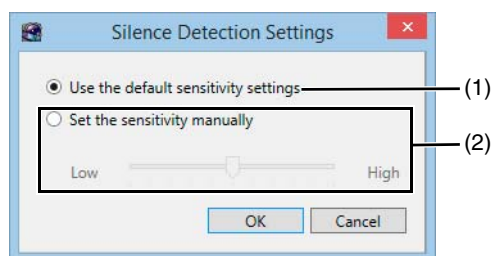 Silence Detection Settings
Use the default sensitivity settings (1)
Set the sensitivity manually
(2)
Low High
OK Cancel